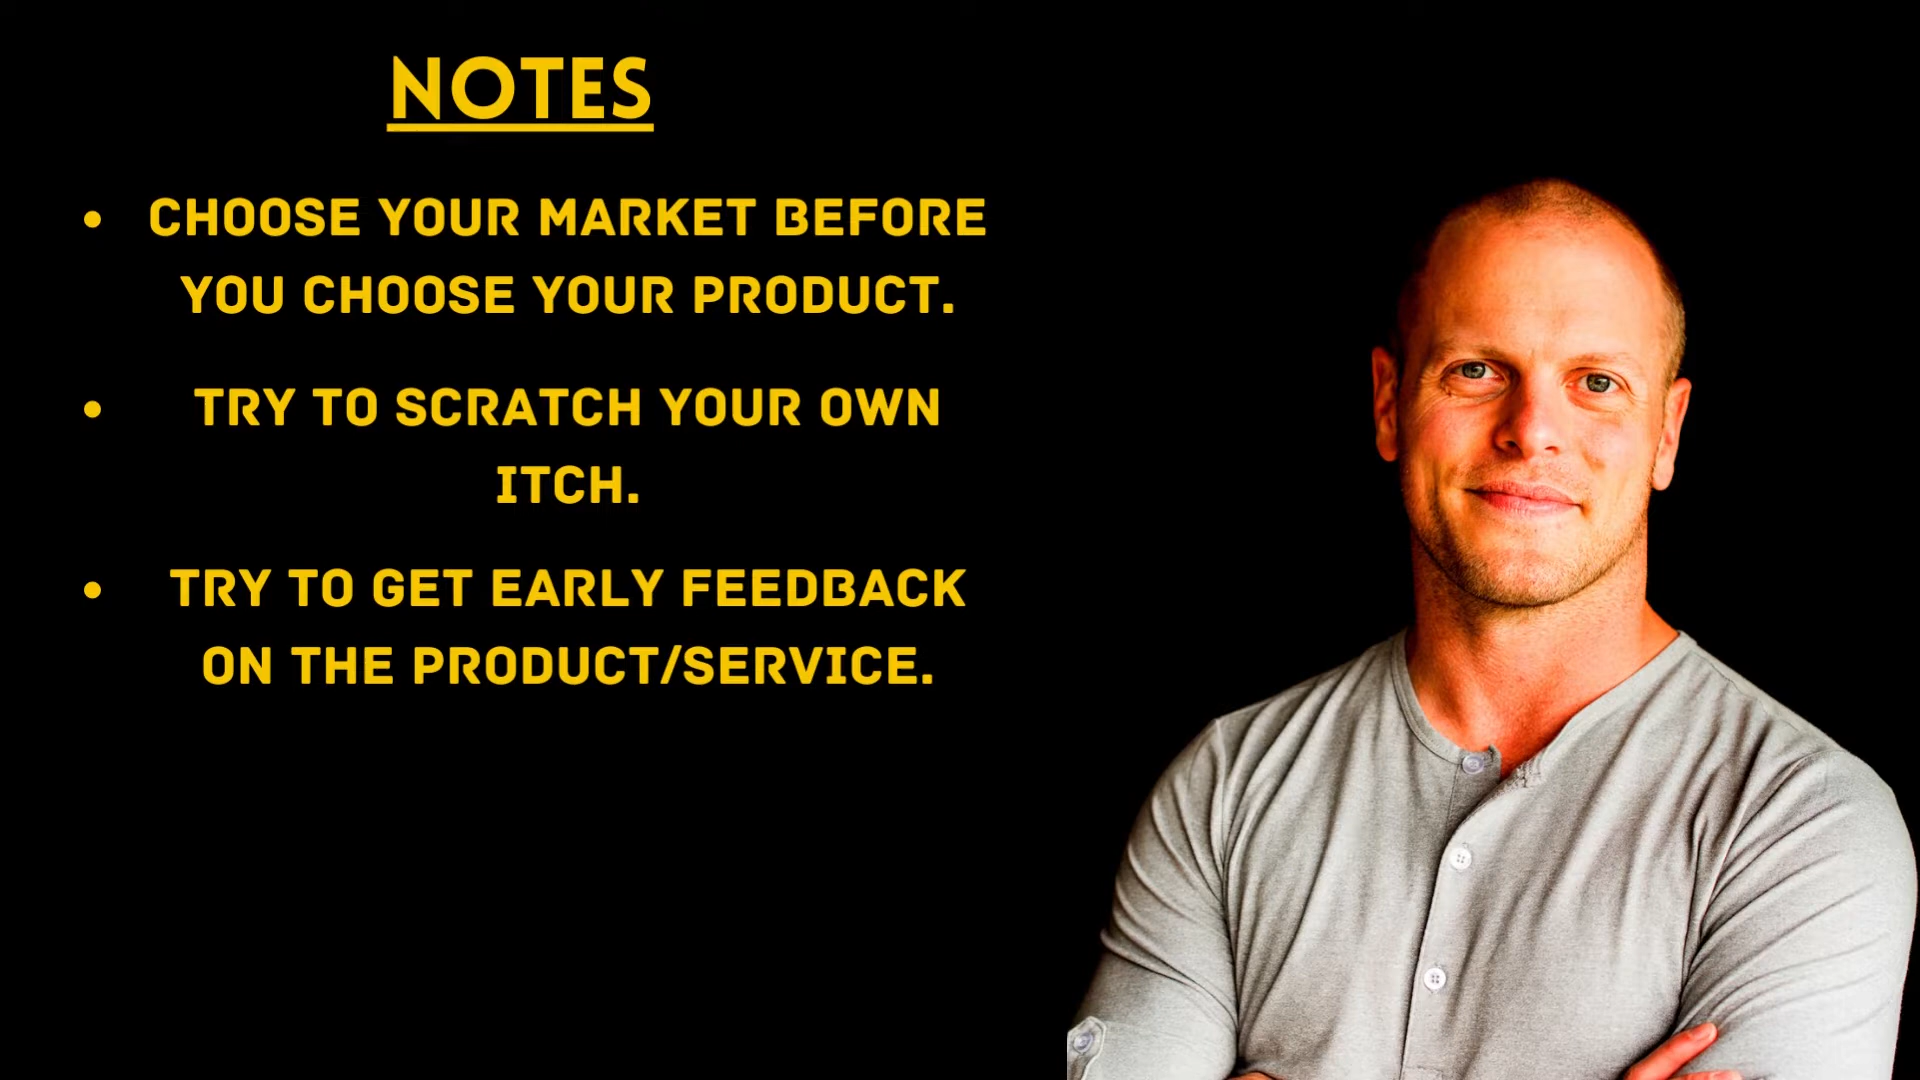 NOTES
• CHOOSE YOUR MARKET BEFORE
YOU CHOOSE YOUR PRODUCT.
• TRY TO SCRATCH YOUR OWN
ITCH.
• TRY TO GET EARLY FEEDBACK
ON THE PRODUCT/SERVICE.